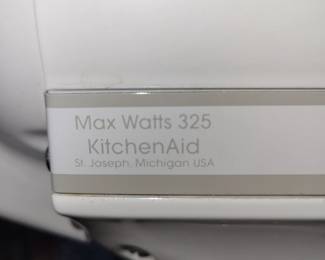 Max Watts 325
KitchenAid
St. Joseph, Michigan USA